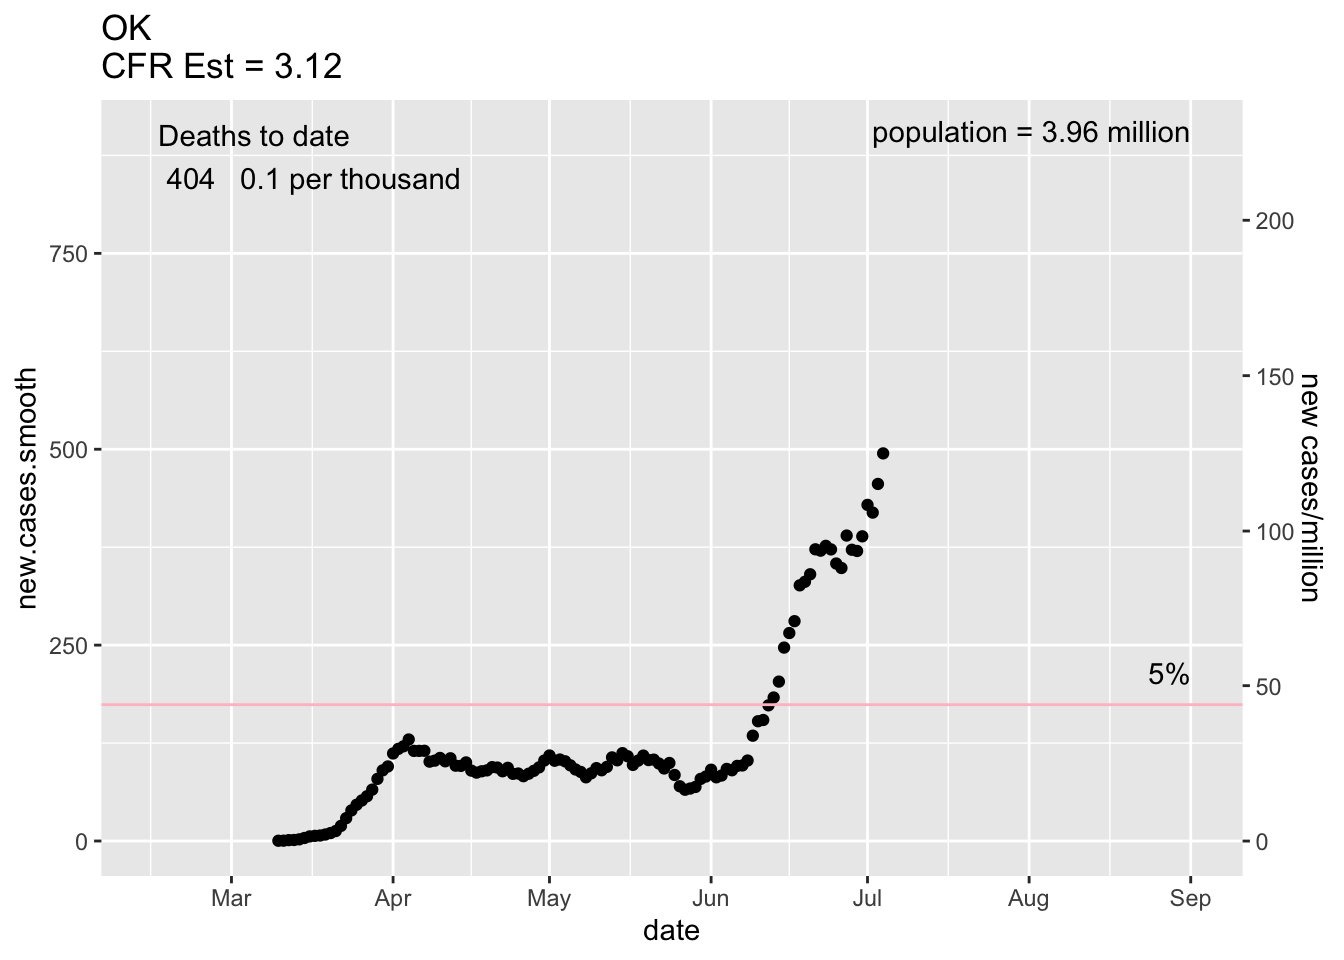 OK
CFR Est = 3.12
Deaths to date
404 0.1 per thousand
population = 3.96 million
750
500
250
0
new.cases.smooth
200
150
100
50
0
new cases/million
5%
Mar Apr May Jun Jul Aug Sep
date